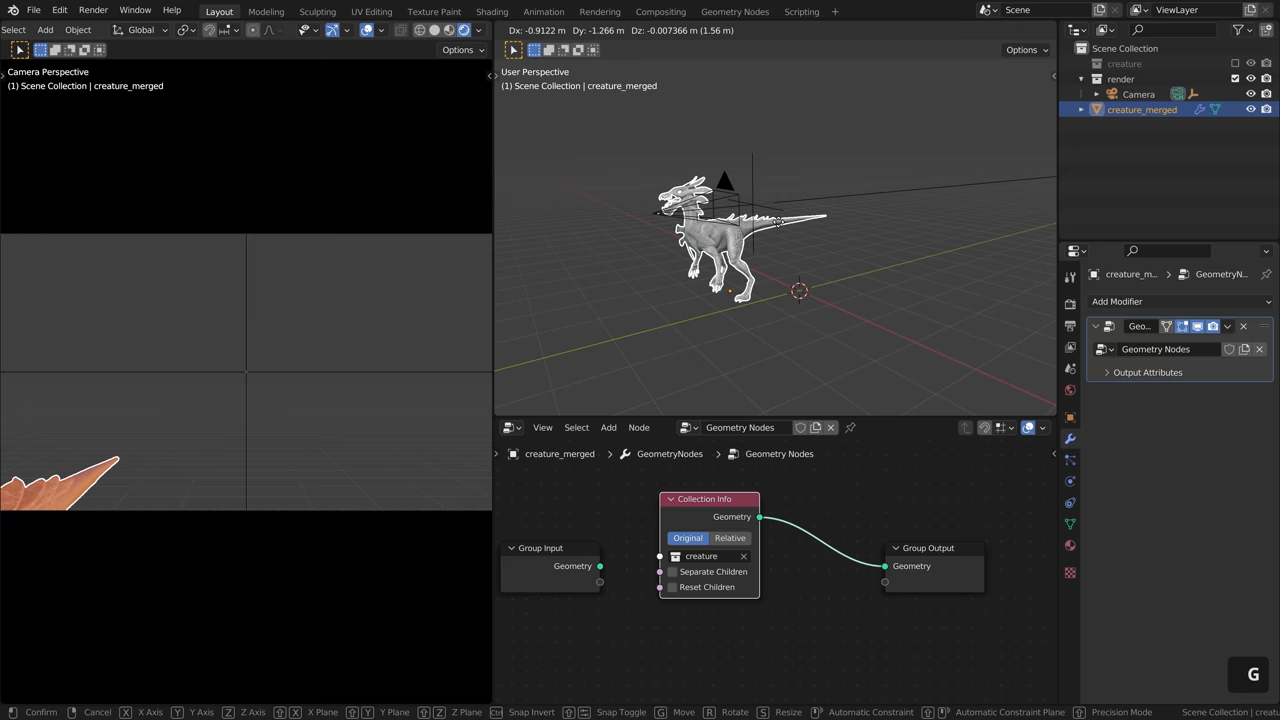 File Edit Render Window Help Layout Modeling Sculpting UV Editing Texture Paint Shading Animation Rendering Compositing Geometry Nodes Scripting + Scene ViewLayer
Select Add Object Global
Dx: -0.9122 m Dy: -1.266 m Dz: -0.007366 m (1.56 m)
Options
Options
Camera Perspective
(1) Scene Collection | creature_merged
User Perspective
(1) Scene Collection | creature_merged
Scene Collection
creature
render
Camera
creature_merged
creature_m... GeometryN...
Add Modifier
Geo...
Geometry Nodes
Output Attributes
View Select Add Node Geometry Nodes
creature_merged GeometryNodes Geometry Nodes
Collection Info
Geometry
Original Relative
creature
Separate Children
Reset Children
Group Input
Geometry
Group Output
Geometry
G
Confirm Cancel X X Axis Y Y Axis Z Z Axis X X Plane Y Y Plane Z Z Plane Ctrl Snap Invert Snap Toggle G Move R Rotate S Resize Automatic Constraint Automatic Constraint Plane Precision Mode Scene Collection | creat